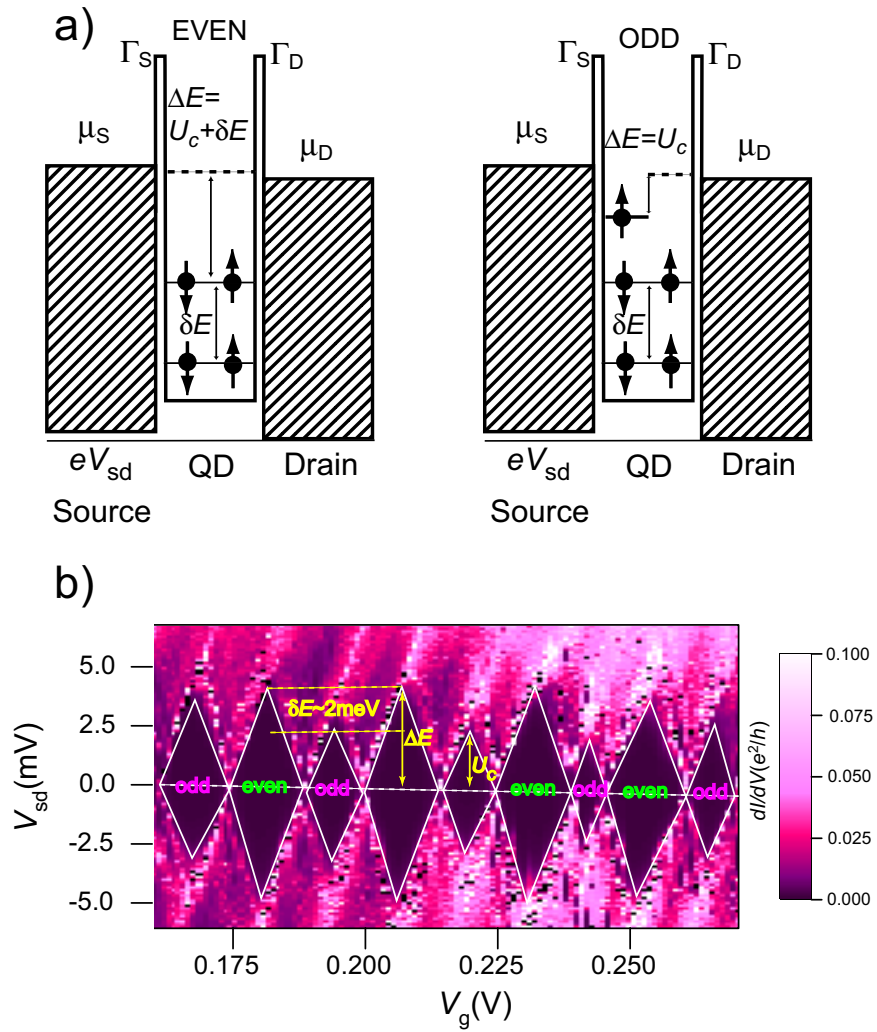 a)
EVEN
Γ_S Γ_D
ΔE=
U_c+δE
μ_S
μ_D
δE
eV_sd QD Drain
Source
ODD
Γ_S Γ_D
ΔE=U_c
μ_S
μ_D
δE
eV_sd QD Drain
Source
b)
5.0
2.5
0.0
-2.5
-5.0
V_sd(mV)
δE~2meV
ΔE
U_c
odd even odd even odd even odd
0.175 0.200 0.225 0.250
V_g(V)
0.100
0.075
0.050
0.025
0.000
dI/dV(e²/h)